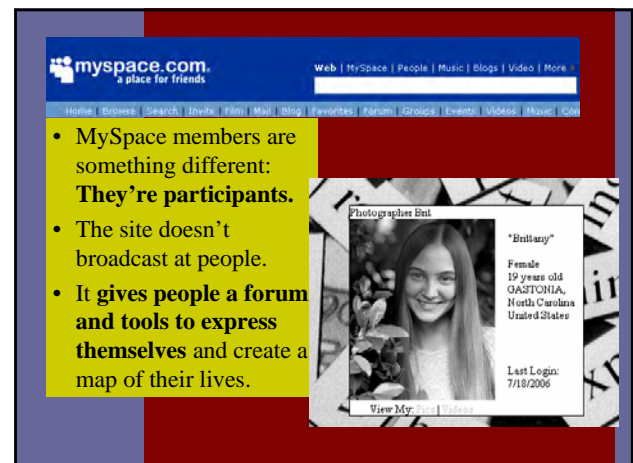 myspace.com.
a place for friends
Web | MySpace | People | Music | Blogs | Video | More
Home | Browse | Search | Invite | Film | Mail | Blog | Favorites | Forum | Groups | Events | Videos | Music | Con
• MySpace members are
something different:
They're participants.
• The site doesn't
broadcast at people.
• It gives people a forum
and tools to express
themselves and create a
map of their lives.
Photographer Brit
"Brittany"
Female
19 years old
GASTONIA,
North Carolina
United States
Last Login:
7/18/2006
View My: Pics | Videos